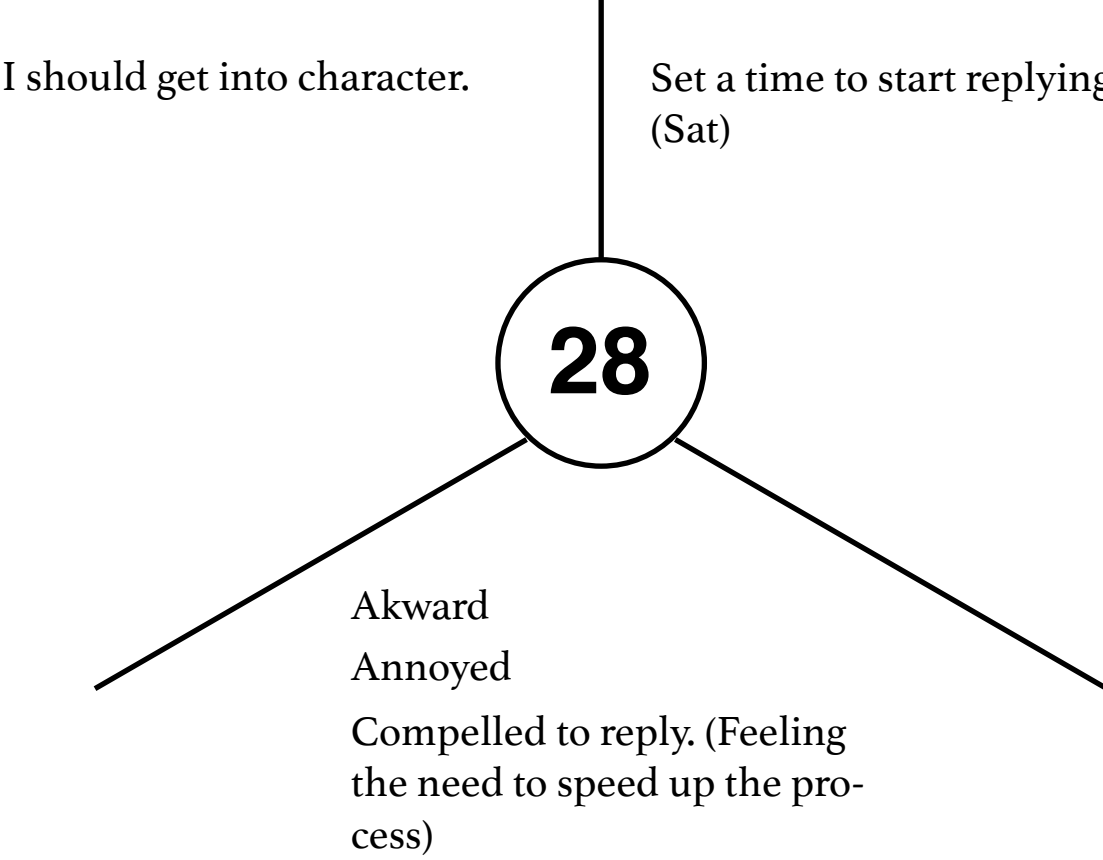 I should get into character.
Set a time to start replying
(Sat)
28
Akward
Annoyed
Compelled to reply. (Feeling
the need to speed up the pro-
cess)